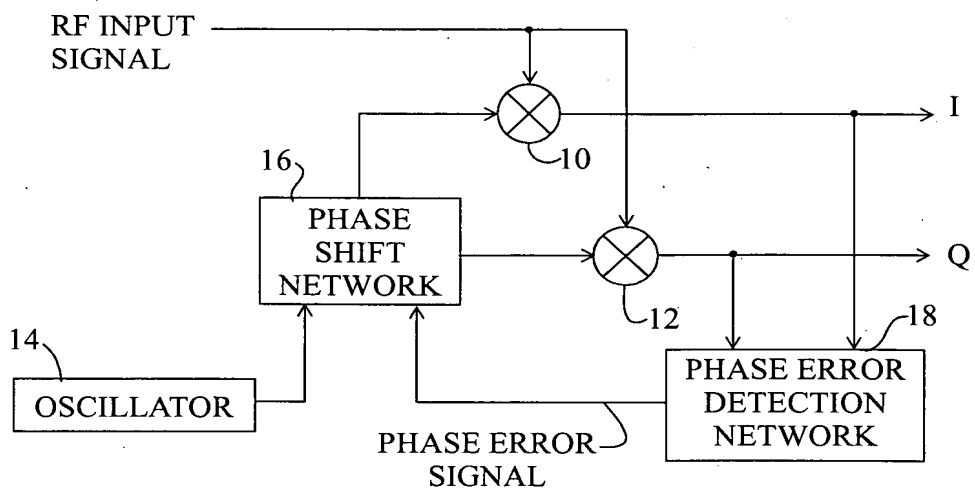 RF INPUT
SIGNAL
I
10
16
PHASE
SHIFT
NETWORK
Q
12
14
OSCILLATOR
18
PHASE ERROR
DETECTION
NETWORK
PHASE ERROR
SIGNAL